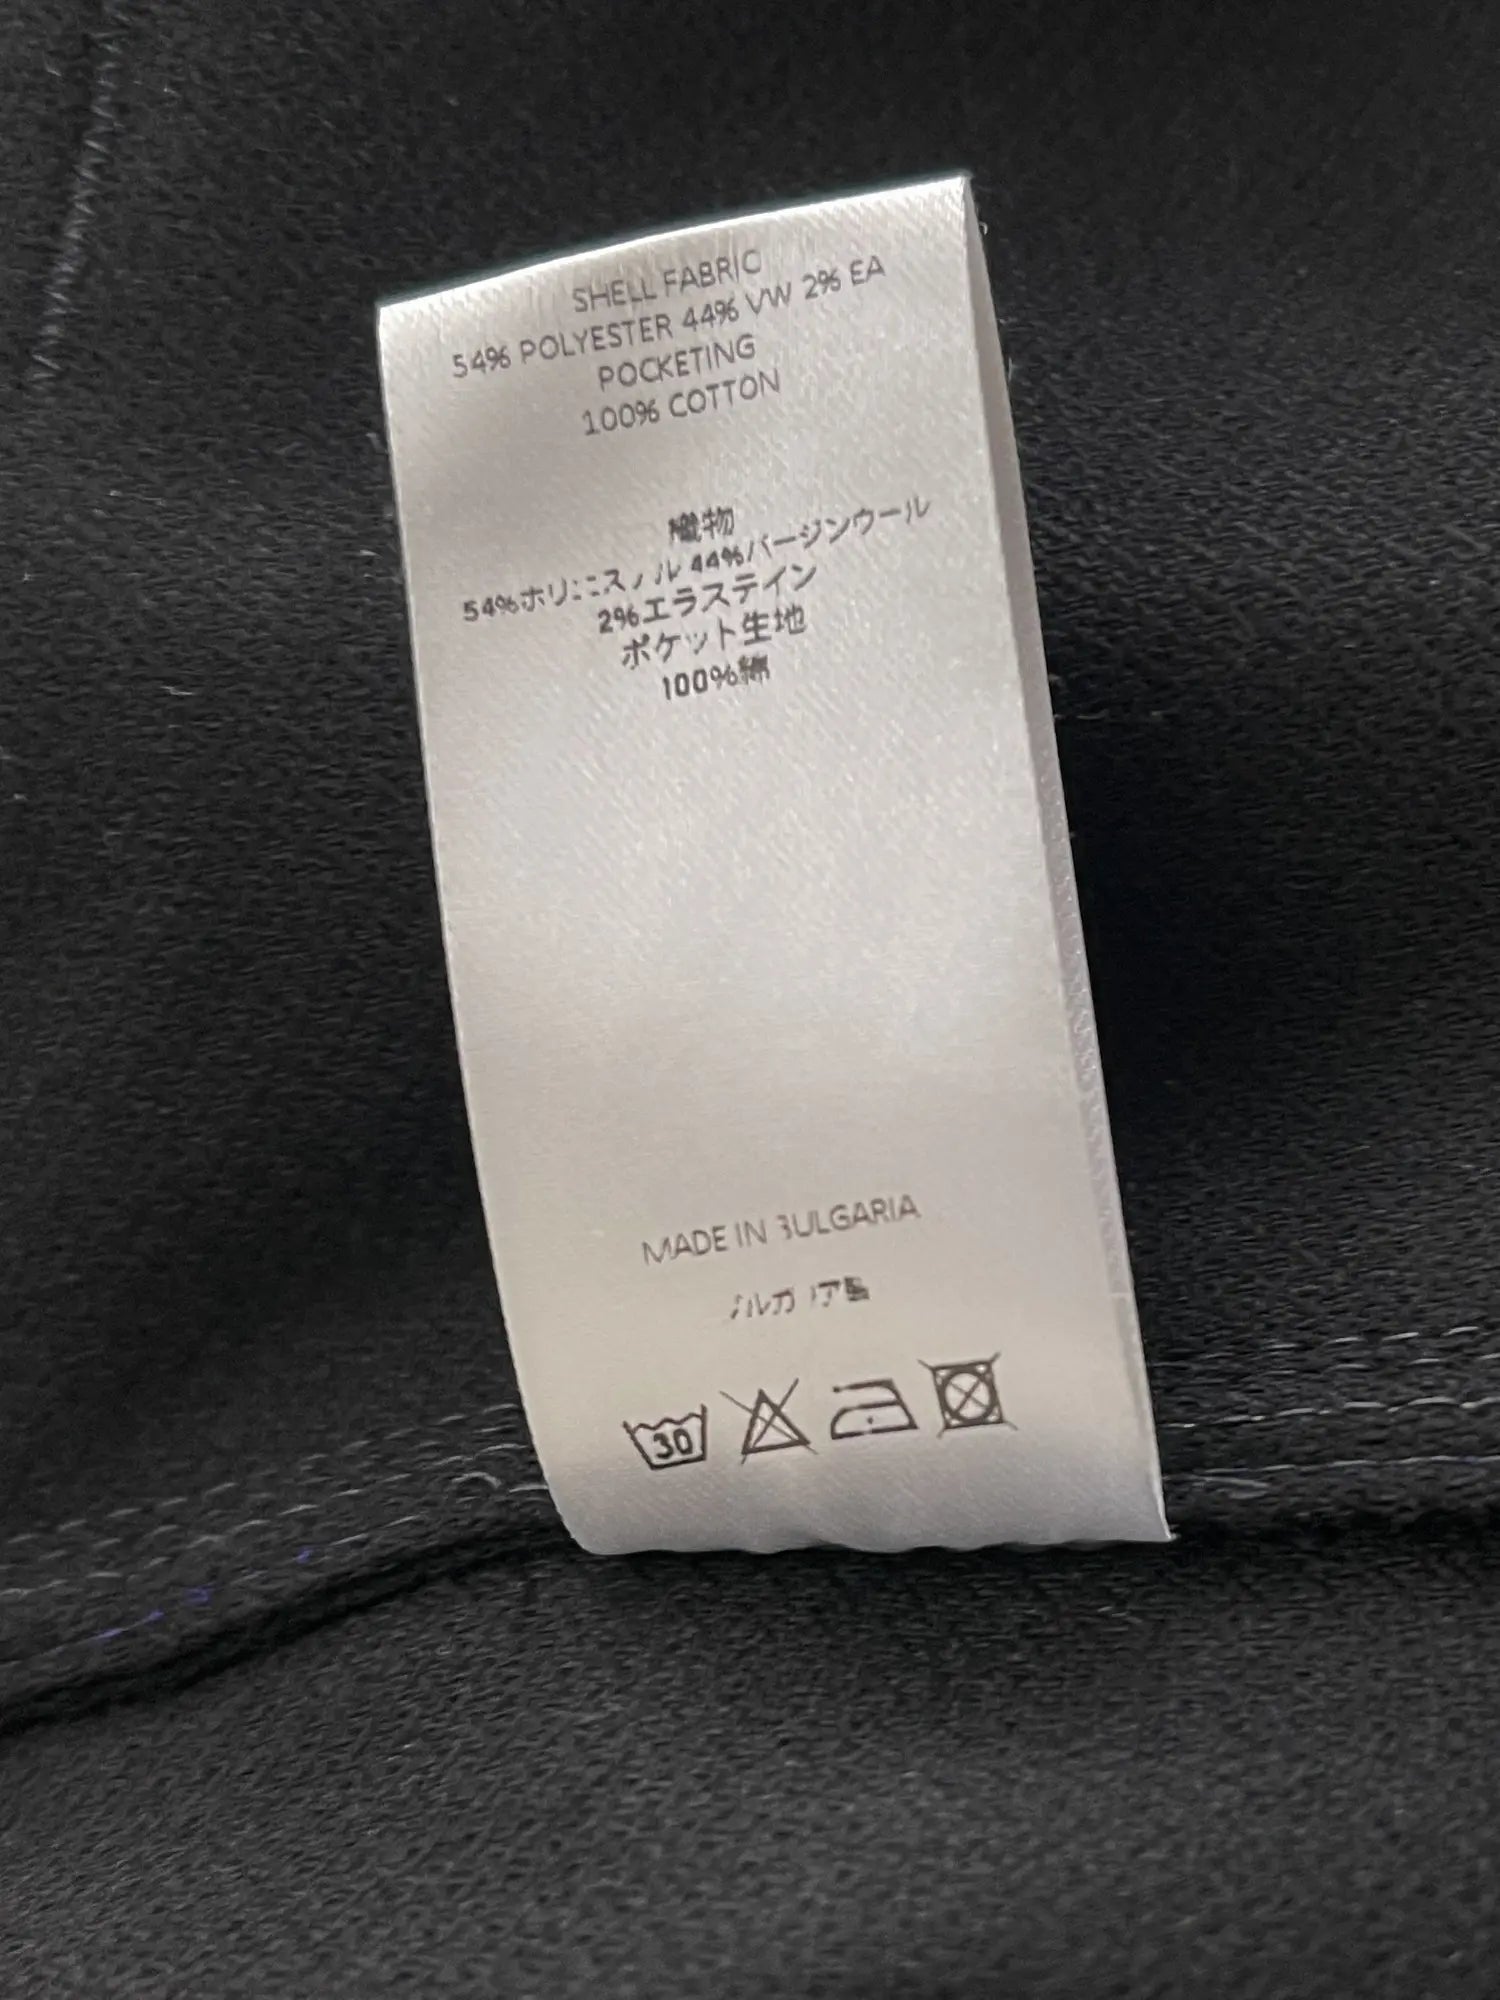 SHELL FABRIC
54% POLYESTER 44% VW 2% EA
POCKETING
100% COTTON
織物
54%ポリエステル 44%バージンウール
2%エラステイン
ポケット生地
100%綿
MADE IN BULGARIA
30